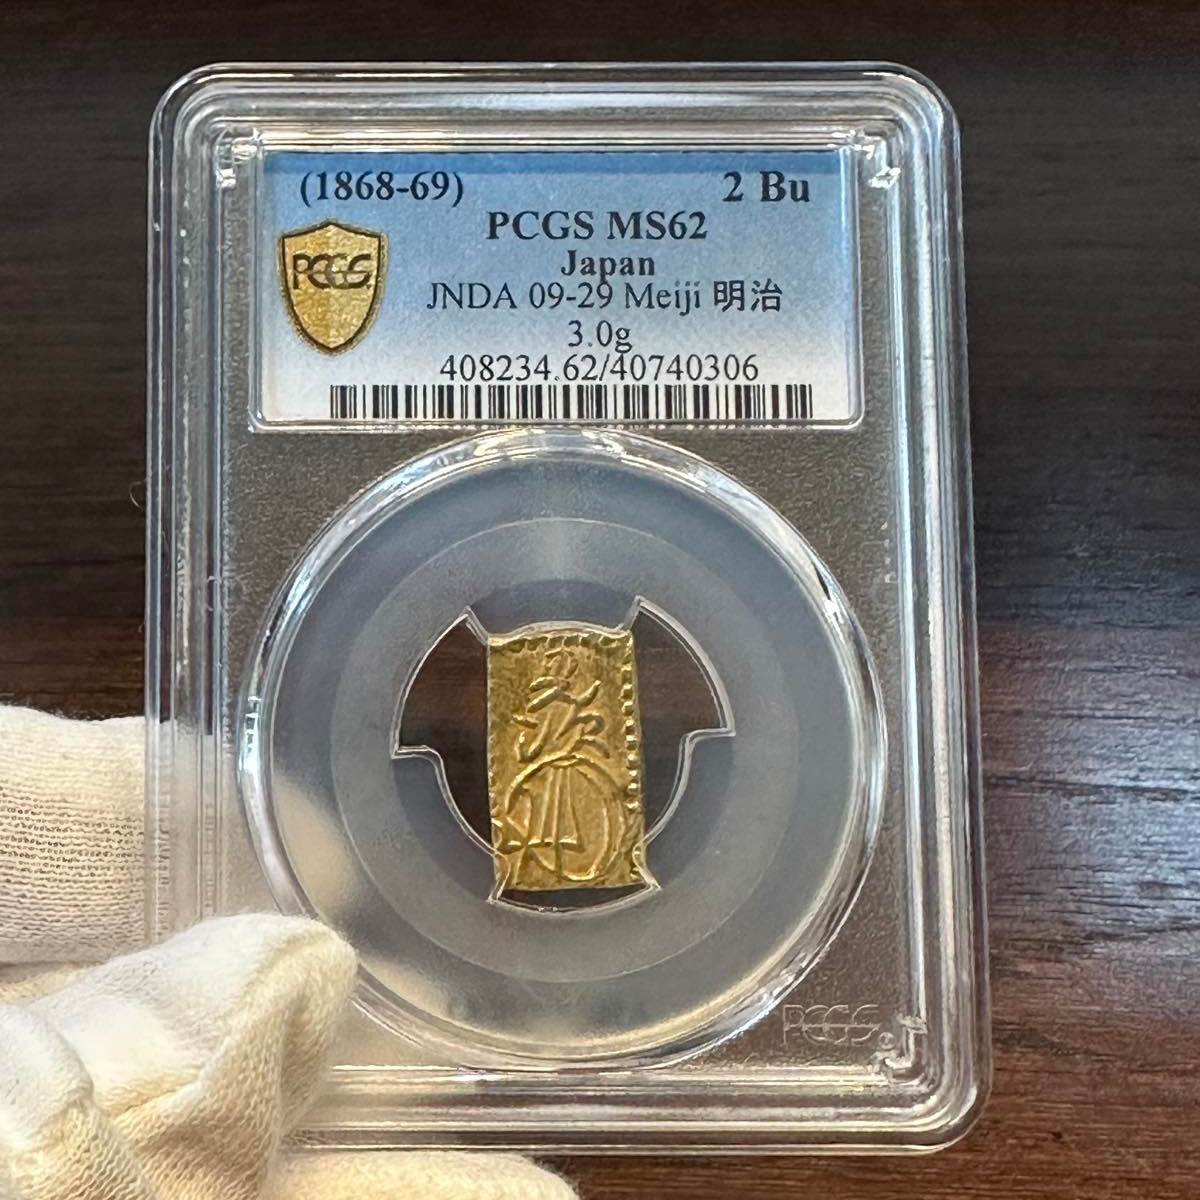 (1868-69) 2 Bu
PCGS MS62
PCGS
Japan
JNDA 09-29 Meiji 明治
3.0g
408234.62/40740306
PCGS